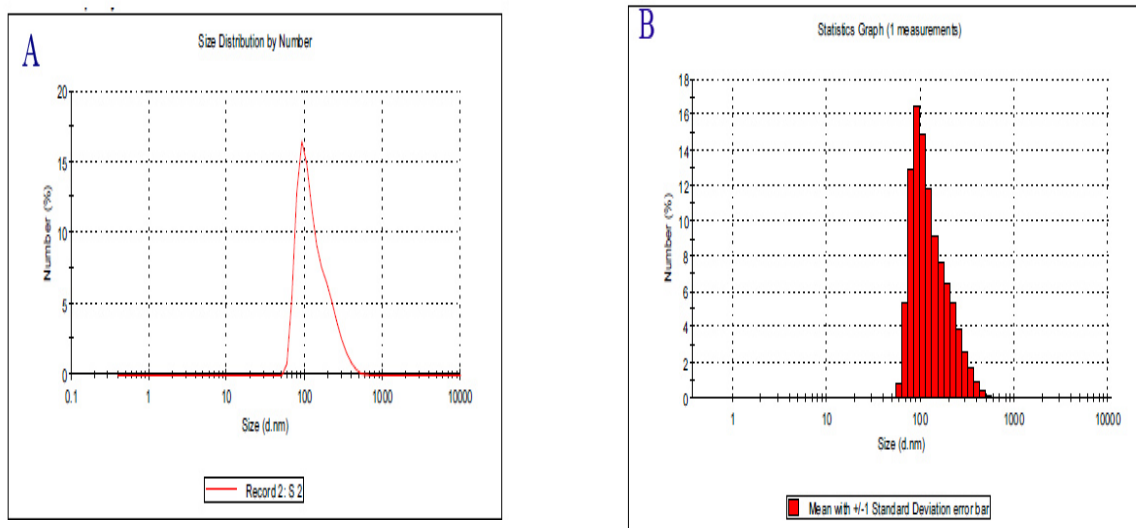 A
Size Distribution by Number
20
15
10
5
0
Number (%)
0.1 1 10 100 1000 10000
Size (d.nm)
Record 2: S 2
B
Statistics Graph (1 measurements)
18
16
14
12
10
8
6
4
2
0
Number (%)
1 10 100 1000 10000
Size (d.nm)
Mean with +/-1 Standard Deviation error bar